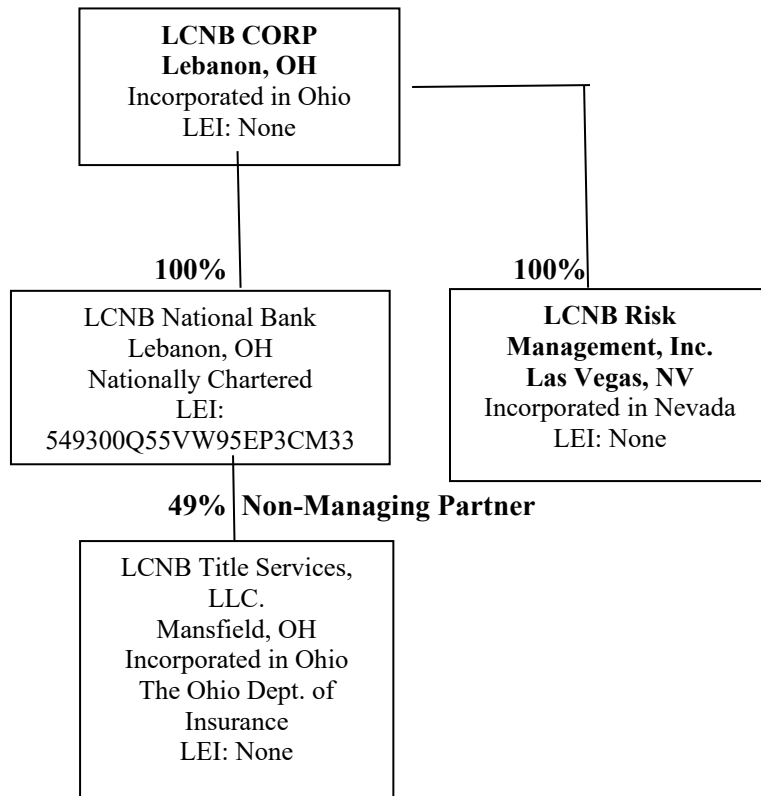 LCNB CORP
Lebanon, OH
Incorporated in Ohio
LEI: None
100%
100%
LCNB National Bank
Lebanon, OH
Nationally Chartered
LEI:
549300Q55VW95EP3CM33
LCNB Risk
Management, Inc.
Las Vegas, NV
Incorporated in Nevada
LEI: None
49% Non-Managing Partner
LCNB Title Services,
LLC.
Mansfield, OH
Incorporated in Ohio
The Ohio Dept. of
Insurance
LEI: None